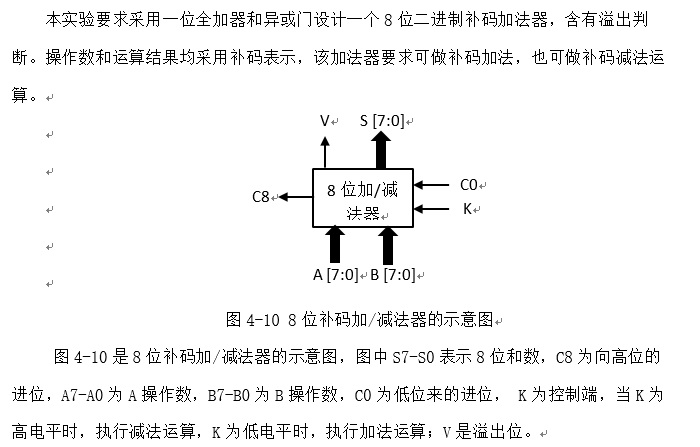 本实验要求采用一位全加器和异或门设计一个 8 位二进制补码加法器，含有溢出判
断。操作数和运算结果均采用补码表示，该加法器要求可做补码加法，也可做补码减法运
算。
V S [7:0]
C8
8 位加/减
法器
C0
K
A [7:0] B [7:0]
图 4-10 8 位补码加/减法器的示意图
图 4-10 是 8 位补码加/减法器的示意图，图中 S7-S0 表示 8 位和数，C8 为向高位的
进位，A7-A0 为 A 操作数，B7-B0 为 B 操作数，C0 为低位来的进位， K 为控制端，当 K 为
高电平时，执行减法运算，K 为低电平时，执行加法运算；V 是溢出位。